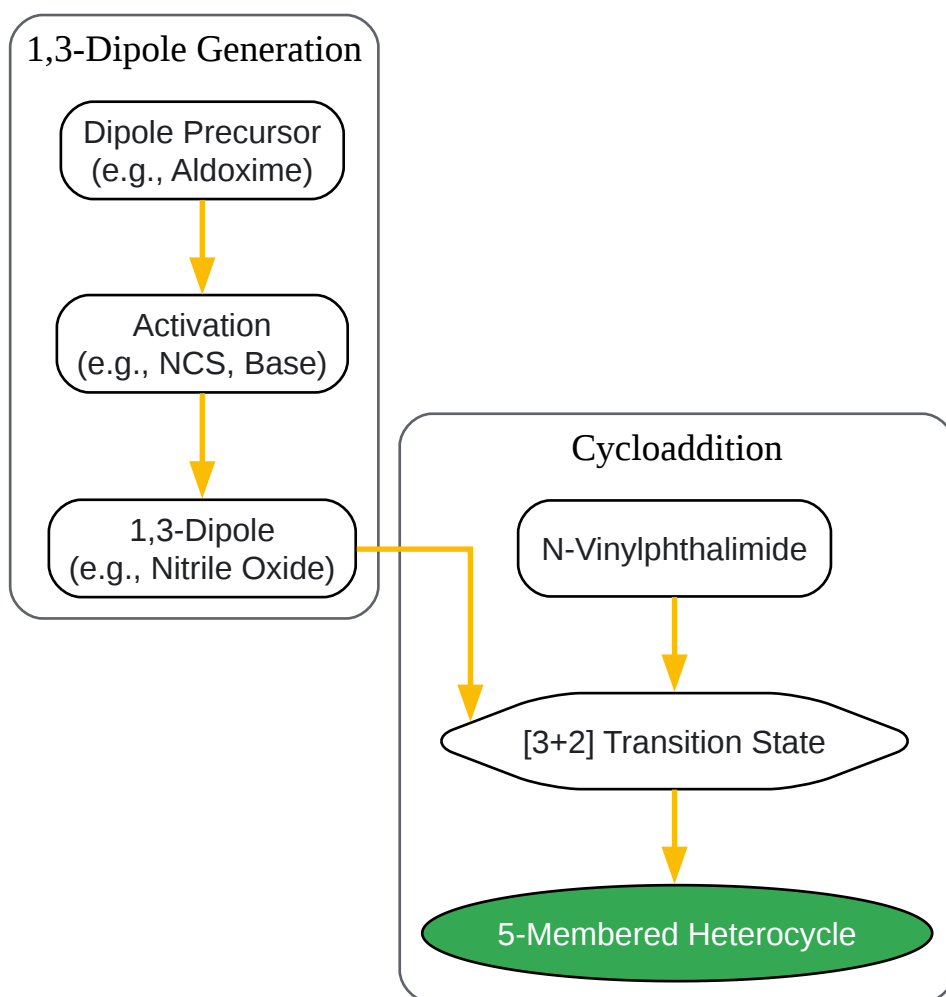 1,3-Dipole Generation
Dipole Precursor
(e.g., Aldoxime)
Activation
(e.g., NCS, Base)
1,3-Dipole
(e.g., Nitrile Oxide)
Cycloaddition
N-Vinylphthalimide
[3+2] Transition State
5-Membered Heterocycle